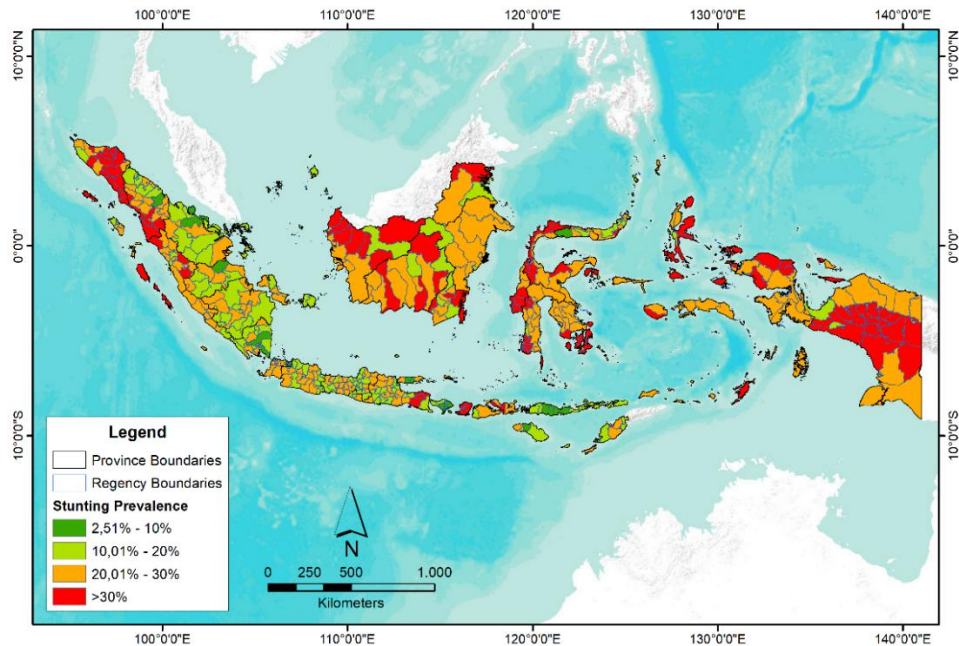 100°0'0"E 110°0'0"E 120°0'0"E 130°0'0"E 140°0'0"E
10°0'0"N 10°0'0"N
0°0'0" 0°0'0"
10°0'0"S 10°0'0"S
Legend
Province Boundaries
Regency Boundaries
Stunting Prevalence
2,51% - 10%
10,01% - 20%
20,01% - 30%
>30%
N
0 250 500 1.000
Kilometers
100°0'0"E 110°0'0"E 120°0'0"E 130°0'0"E 140°0'0"E